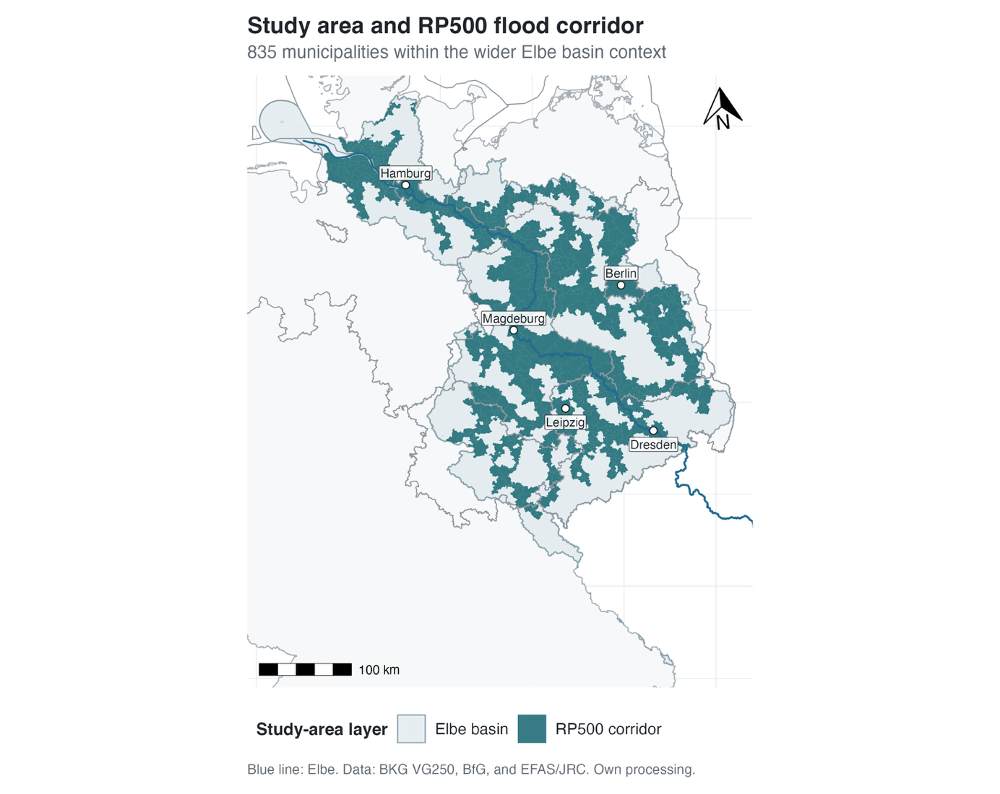 Study area and RP500 flood corridor
835 municipalities within the wider Elbe basin context
N
Hamburg
Berlin
Magdeburg
Leipzig
Dresden
100 km
Study-area layer Elbe basin RP500 corridor
Blue line: Elbe. Data: BKG VG250, BfG, and EFAS/JRC. Own processing.